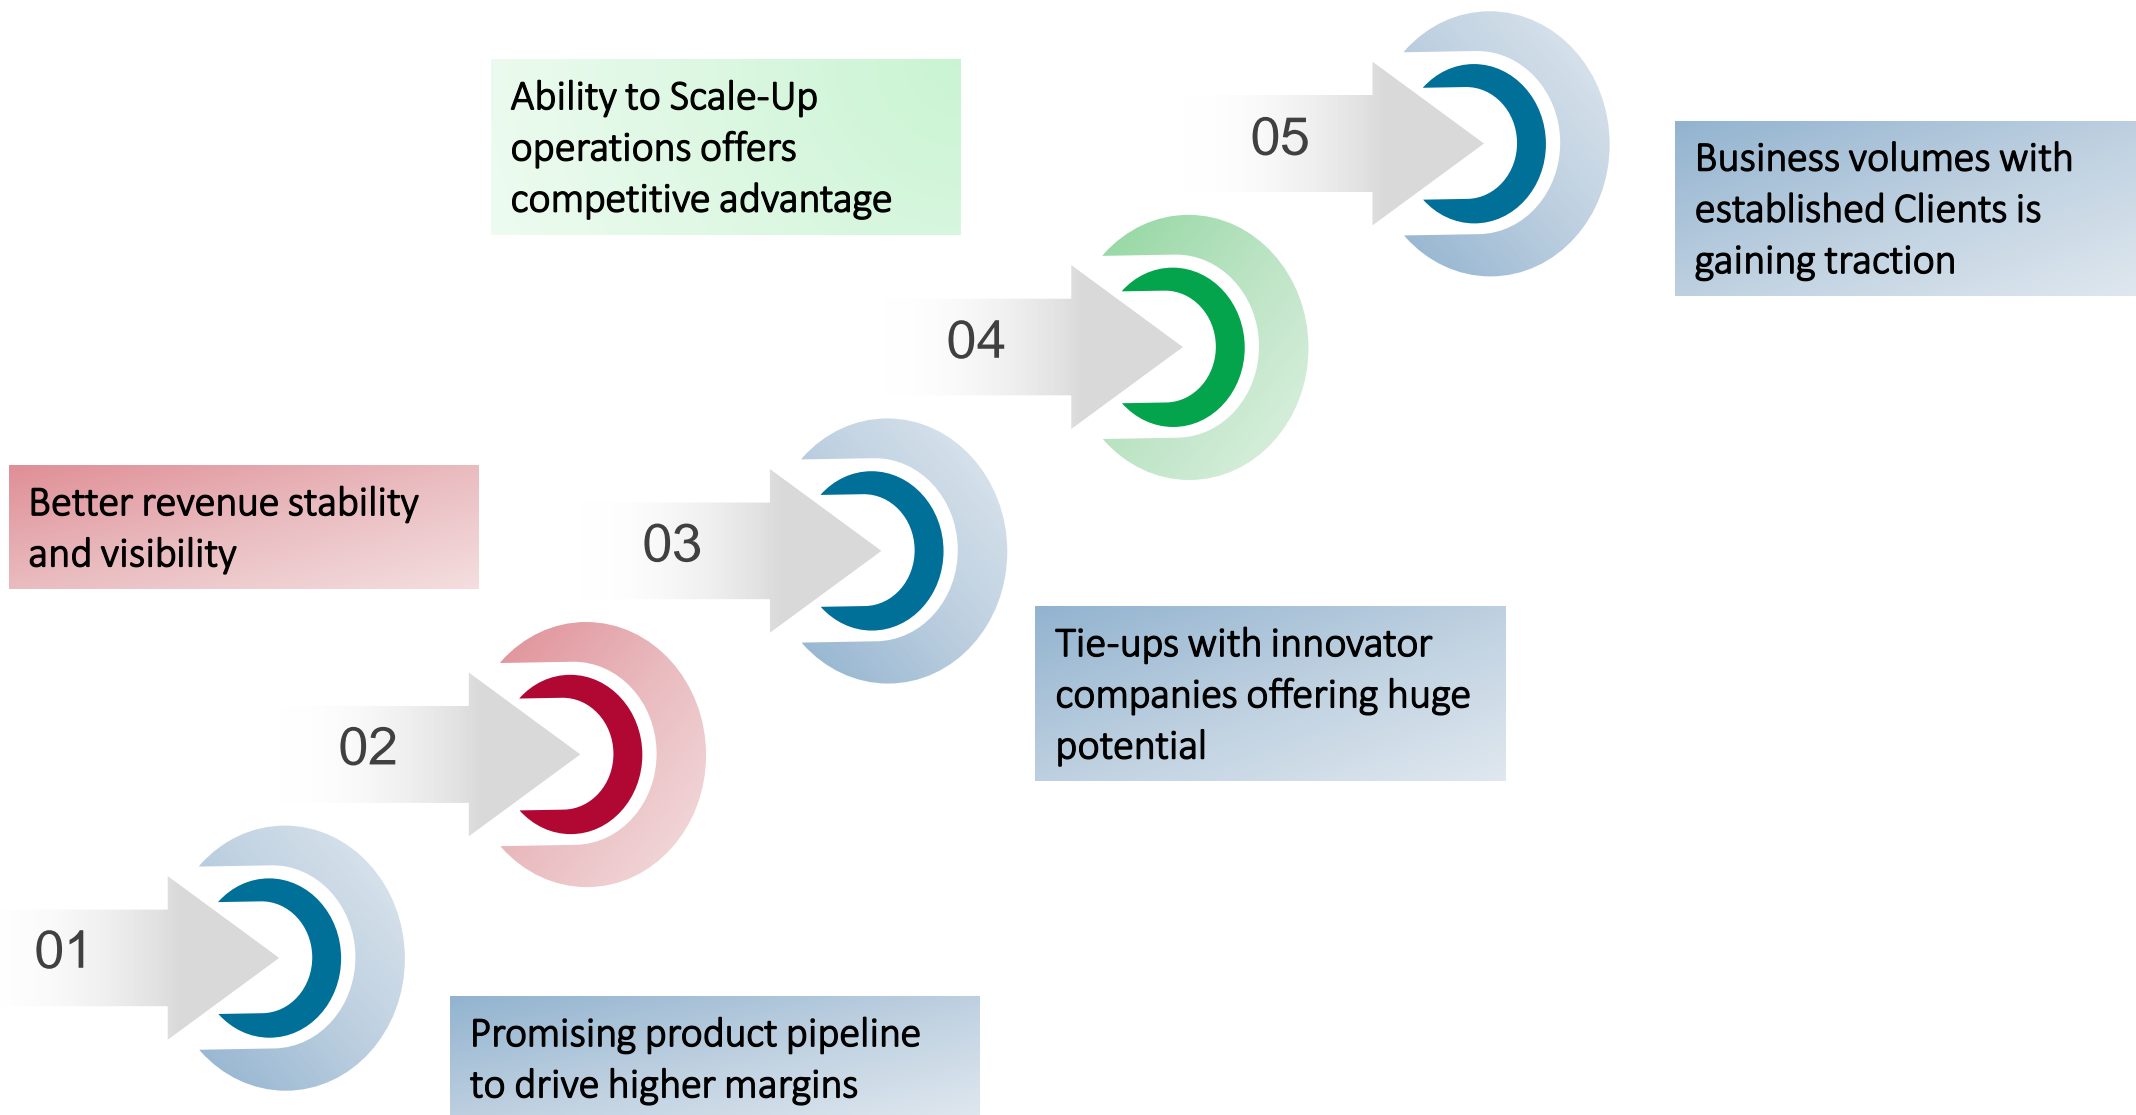 Ability to Scale-Up
operations offers
competitive advantage
05
Business volumes with
established Clients is
gaining traction
04
Better revenue stability
and visibility
03
Tie-ups with innovator
companies offering huge
potential
02
01
Promising product pipeline
to drive higher margins